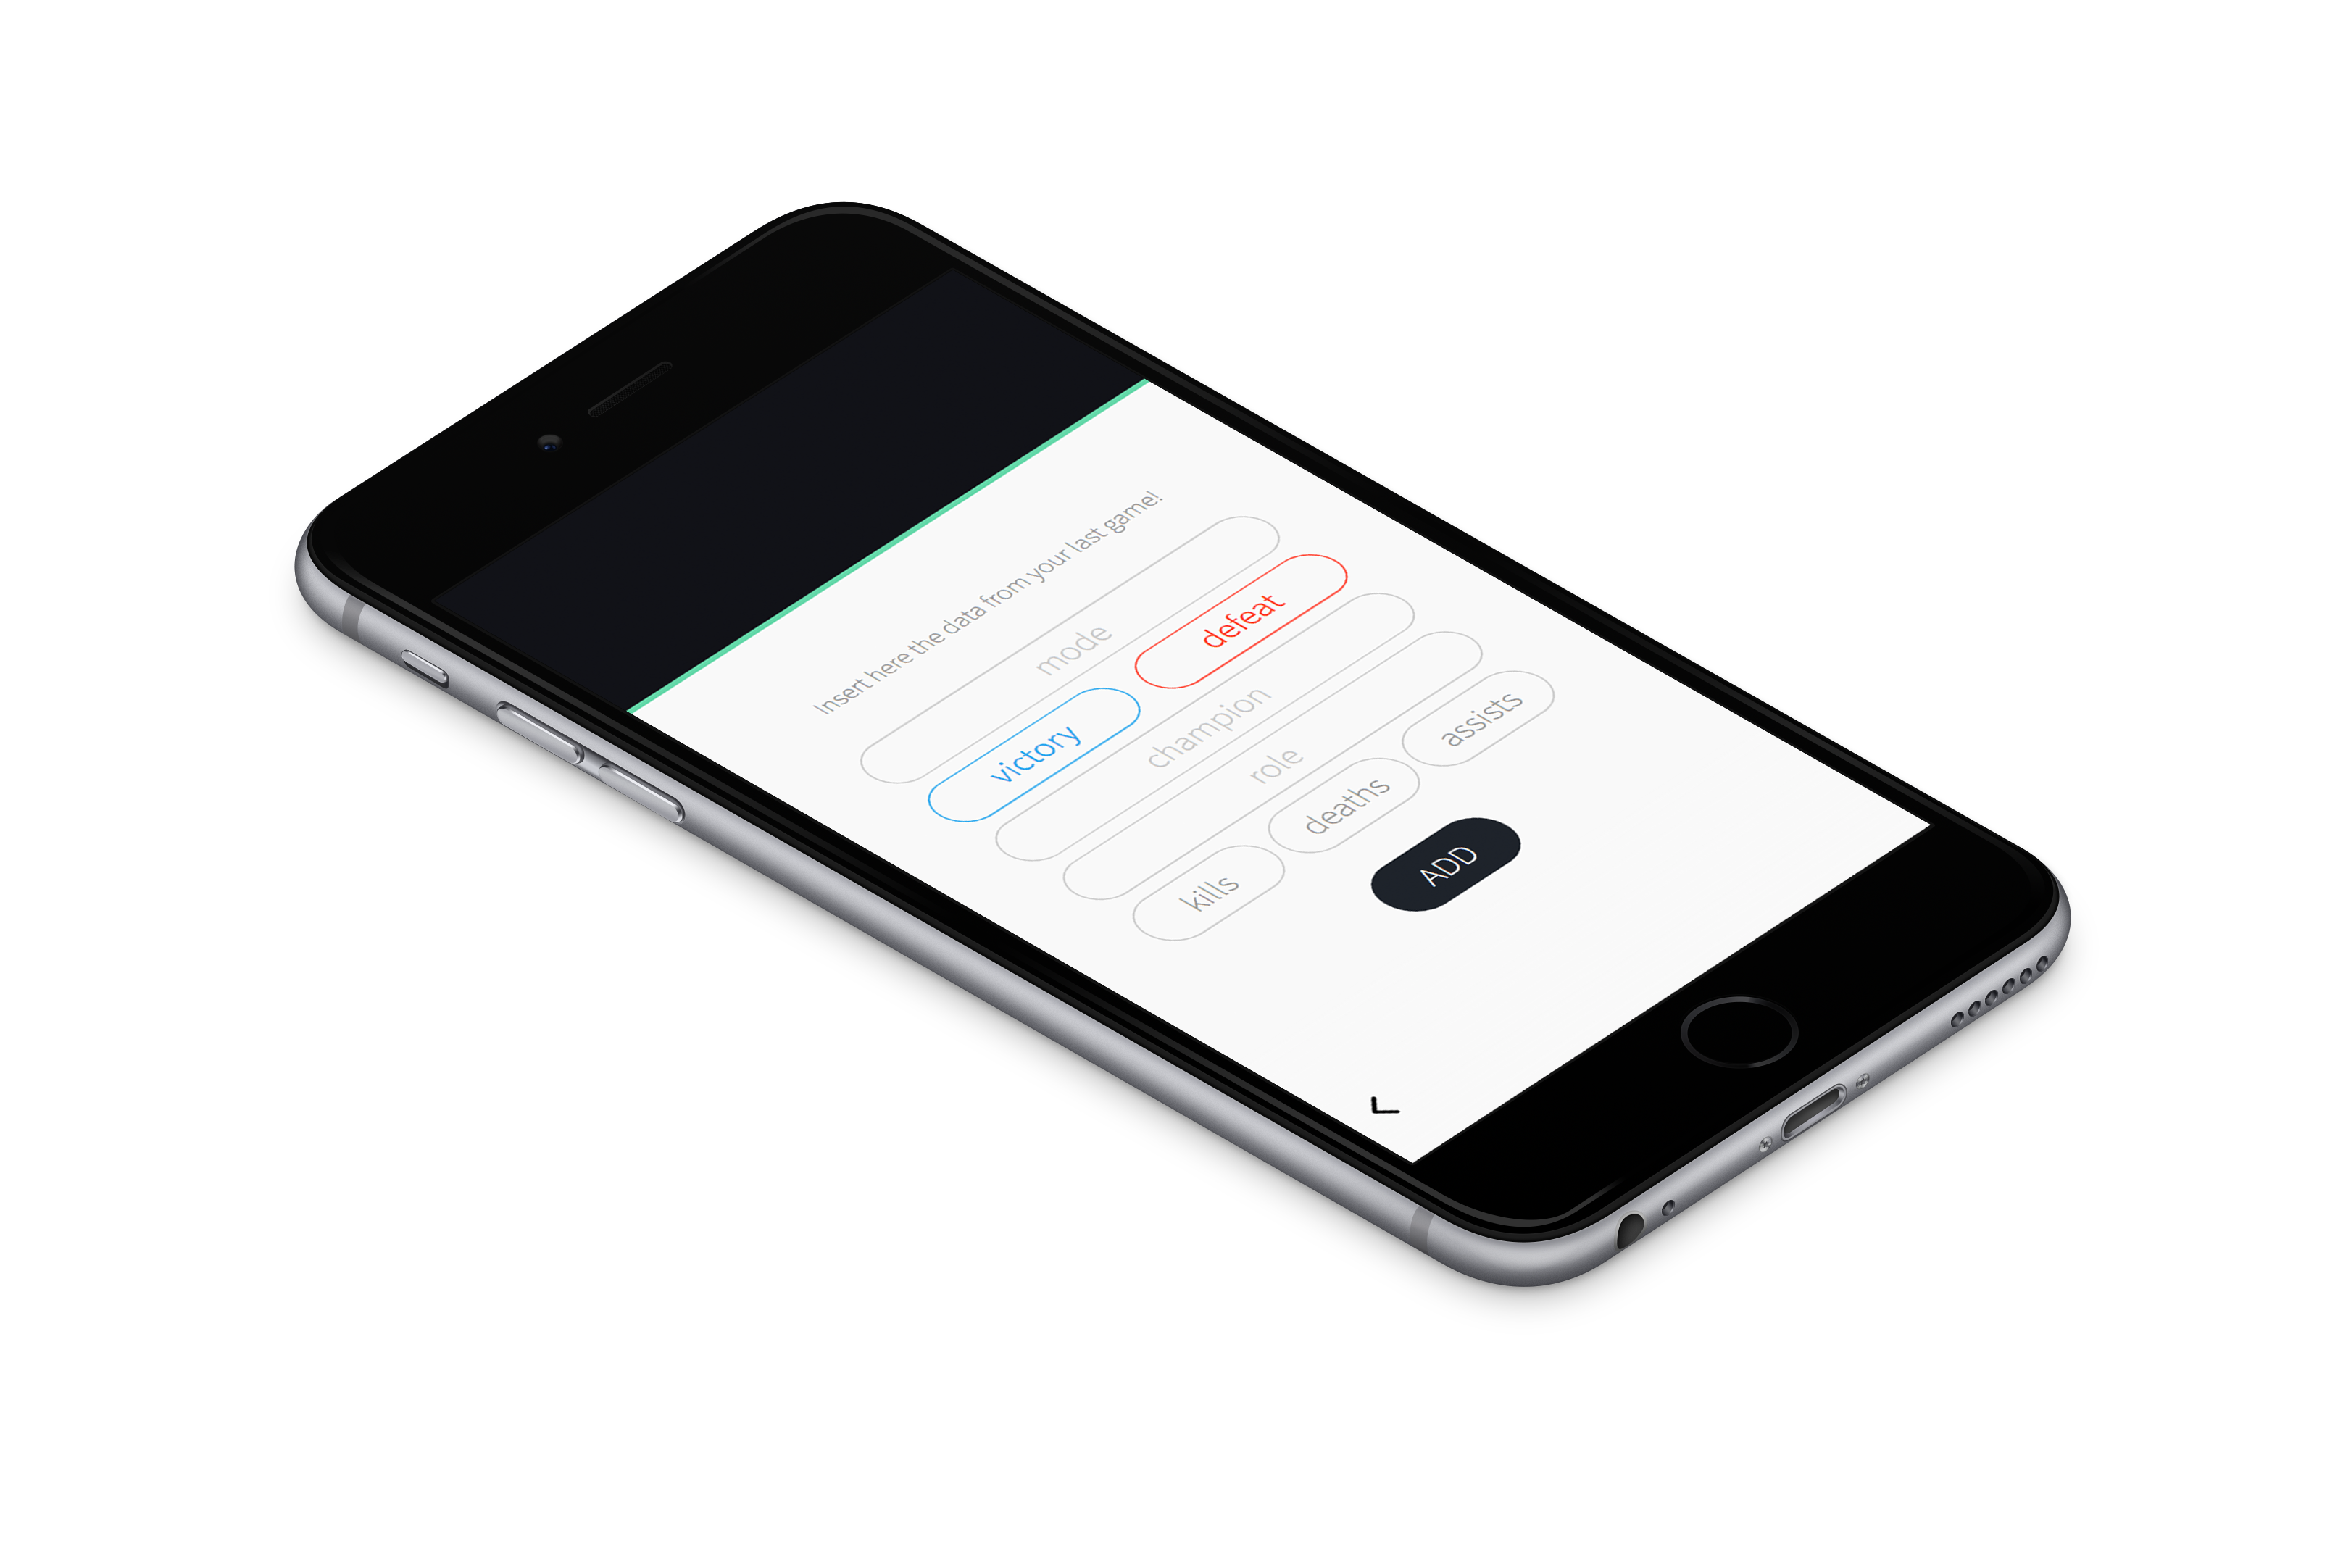 Insert here the data from your last game!
mode
victory defeat
champion
role
kills deaths assists
ADD